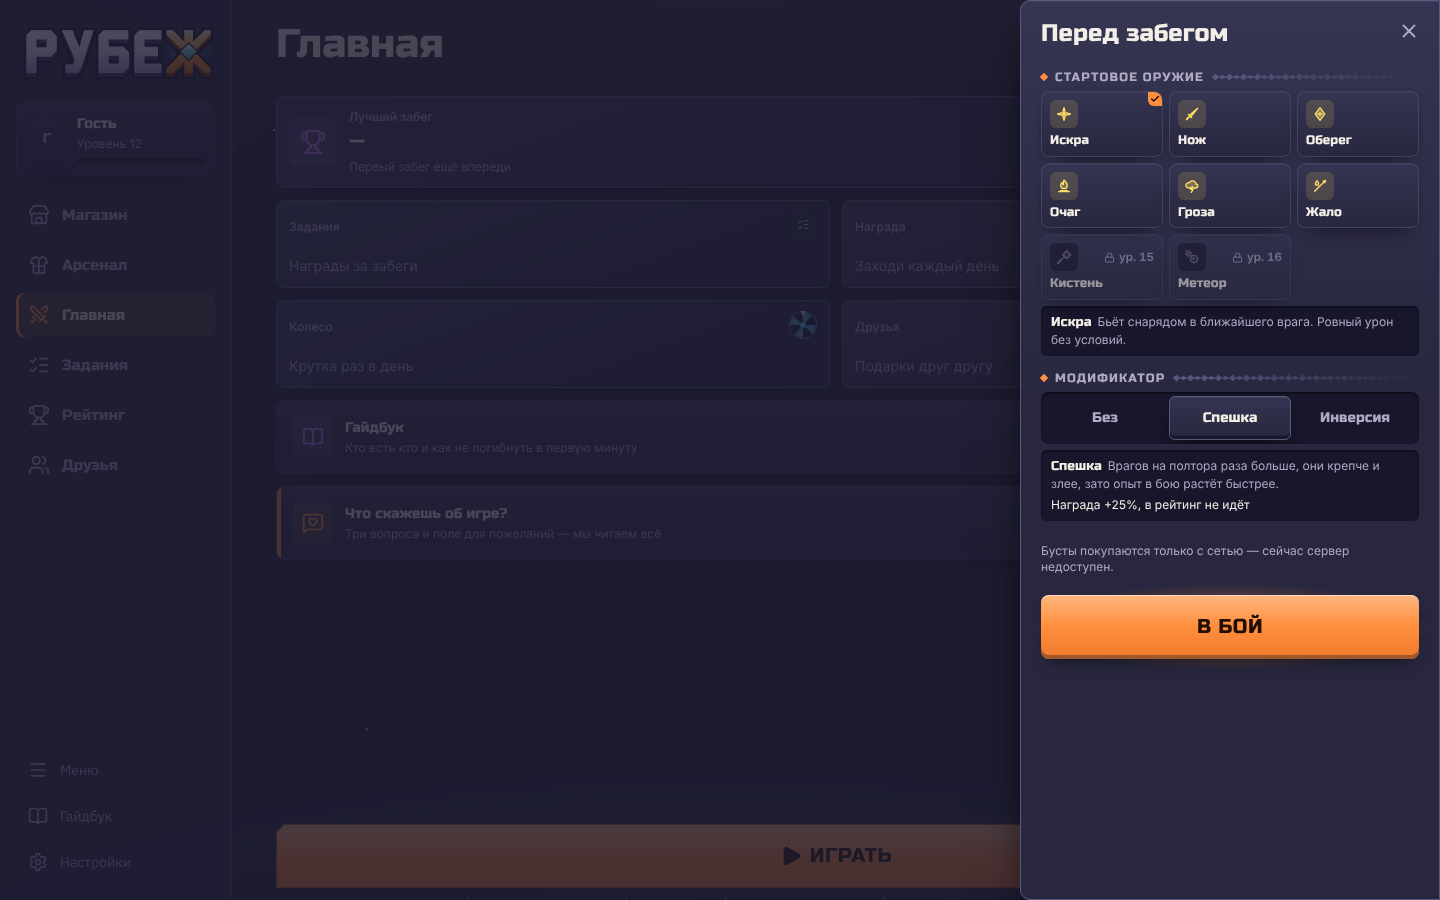 РУБЕЖ
Г
Гость
Уровень 12
Магазин
Арсенал
Главная
Задания
Рейтинг
Друзья
Меню
Гайдбук
Настройки
Главная
Лучший забег
—
Первый забег ещё впереди
Задания
Награды за забеги
Награда
Заходи каждый день
Колесо
Крутка раз в день
Друзья
Подарки друг другу
Гайдбук
Кто есть кто и как не погибнуть в первую минуту
Что скажешь об игре?
Три вопроса и поле для пожеланий — мы читаем всё
ИГРАТЬ
Перед забегом
СТАРТОВОЕ ОРУЖИЕ
Искра
Нож
Оберег
Очаг
Гроза
Жало
ур. 15
Кистень
ур. 16
Метеор
Искра Бьёт снарядом в ближайшего врага. Ровный урон
без условий.
МОДИФИКАТОР
Без
Спешка
Инверсия
Спешка Врагов на полтора раза больше, они крепче и
злее, зато опыт в бою растёт быстрее.
Награда +25%, в рейтинг не идёт
Бусты покупаются только с сетью — сейчас сервер
недоступен.
В БОЙ